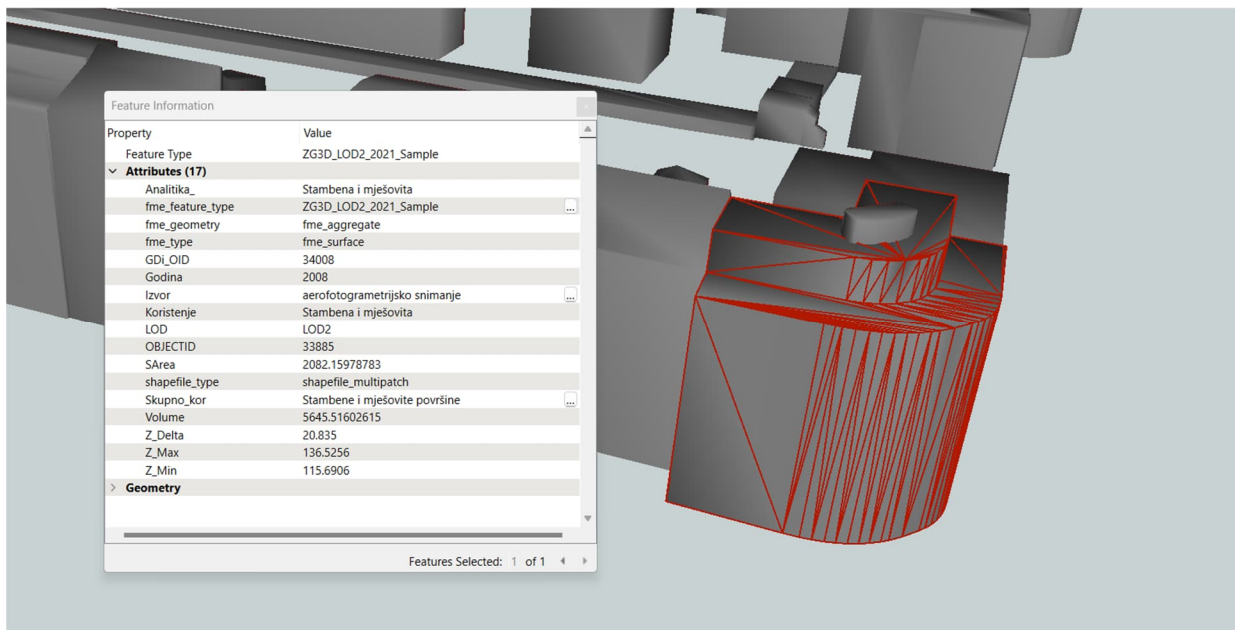 Feature Information
Property Value
Feature Type ZG3D_LOD2_2021_Sample
Attributes (17)
Analitika_ Stambena i mješovita
fme_feature_type ZG3D_LOD2_2021_Sample ...
fme_geometry fme_aggregate
fme_type fme_surface
GDi_OID 34008
Godina 2008
Izvor aerofotogrametrijsko snimanje ...
Koristenje Stambena i mješovita
LOD LOD2
OBJECTID 33885
SArea 2082.15978783
shapefile_type shapefile_multipatch
Skupno_kor Stambene i mješovite površine ...
Volume 5645.51602615
Z_Delta 20.835
Z_Max 136.5256
Z_Min 115.6906
Geometry
Features Selected: 1 of 1